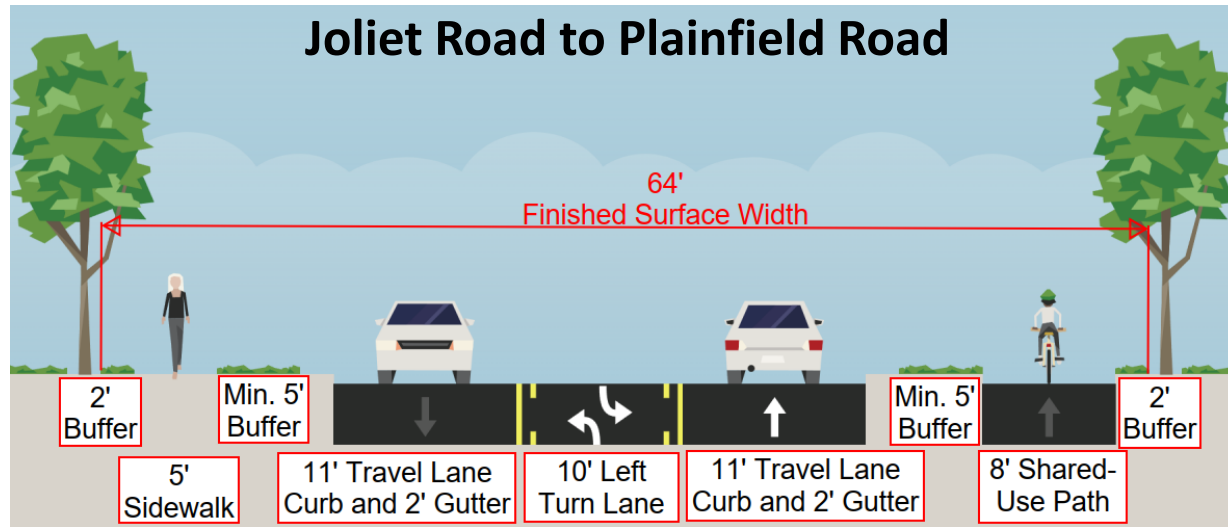 Joliet Road to Plainfield Road
64'
Finished Surface Width
2'
Buffer
5'
Sidewalk
Min. 5'
Buffer
11' Travel Lane
Curb and 2' Gutter
10' Left
Turn Lane
11' Travel Lane
Curb and 2' Gutter
Min. 5'
Buffer
8' Shared-
Use Path
2'
Buffer